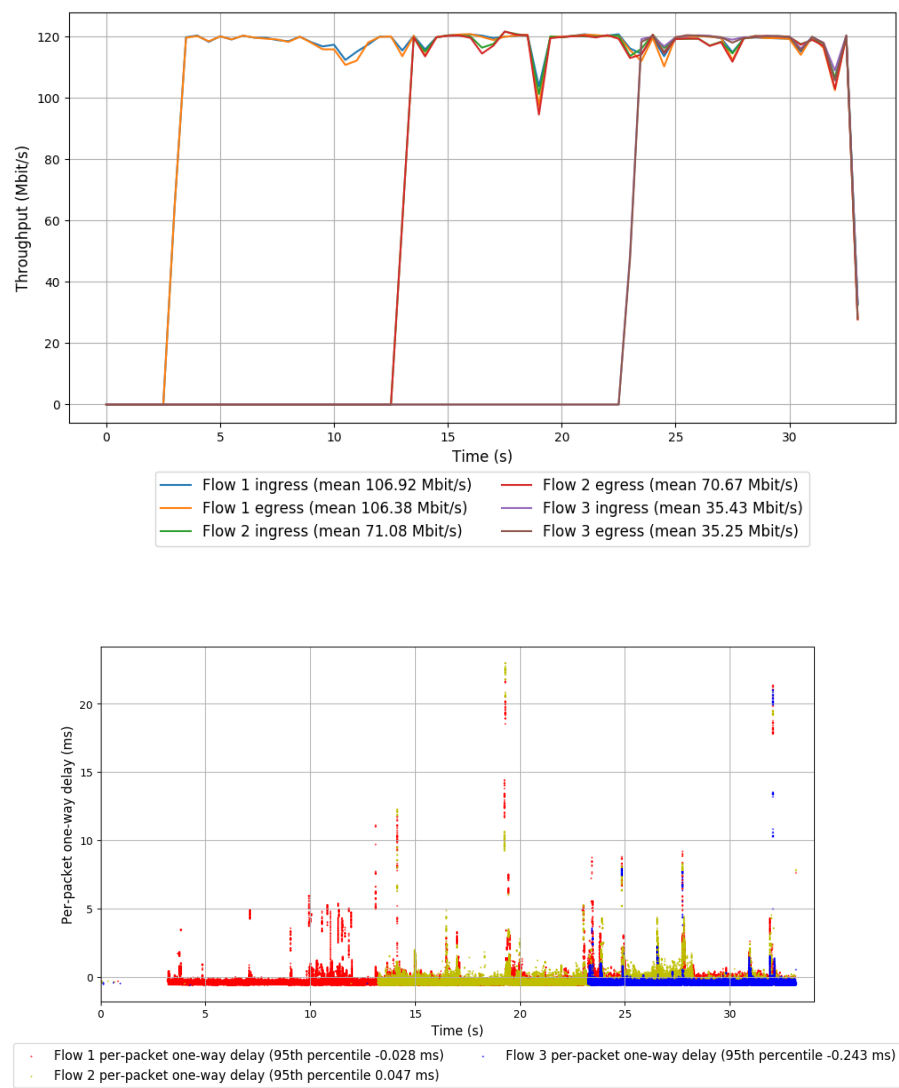 120
100
80
60
40
20
0
Throughput (Mbit/s)
0 5 10 15 20 25 30
Time (s)
Flow 1 ingress (mean 106.92 Mbit/s) Flow 2 egress (mean 70.67 Mbit/s)
Flow 1 egress (mean 106.38 Mbit/s) Flow 3 ingress (mean 35.43 Mbit/s)
Flow 2 ingress (mean 71.08 Mbit/s) Flow 3 egress (mean 35.25 Mbit/s)
20
15
10
5
0
Per-packet one-way delay (ms)
0 5 10 15 20 25 30
Time (s)
Flow 1 per-packet one-way delay (95th percentile -0.028 ms) Flow 3 per-packet one-way delay (95th percentile -0.243 ms)
Flow 2 per-packet one-way delay (95th percentile 0.047 ms)